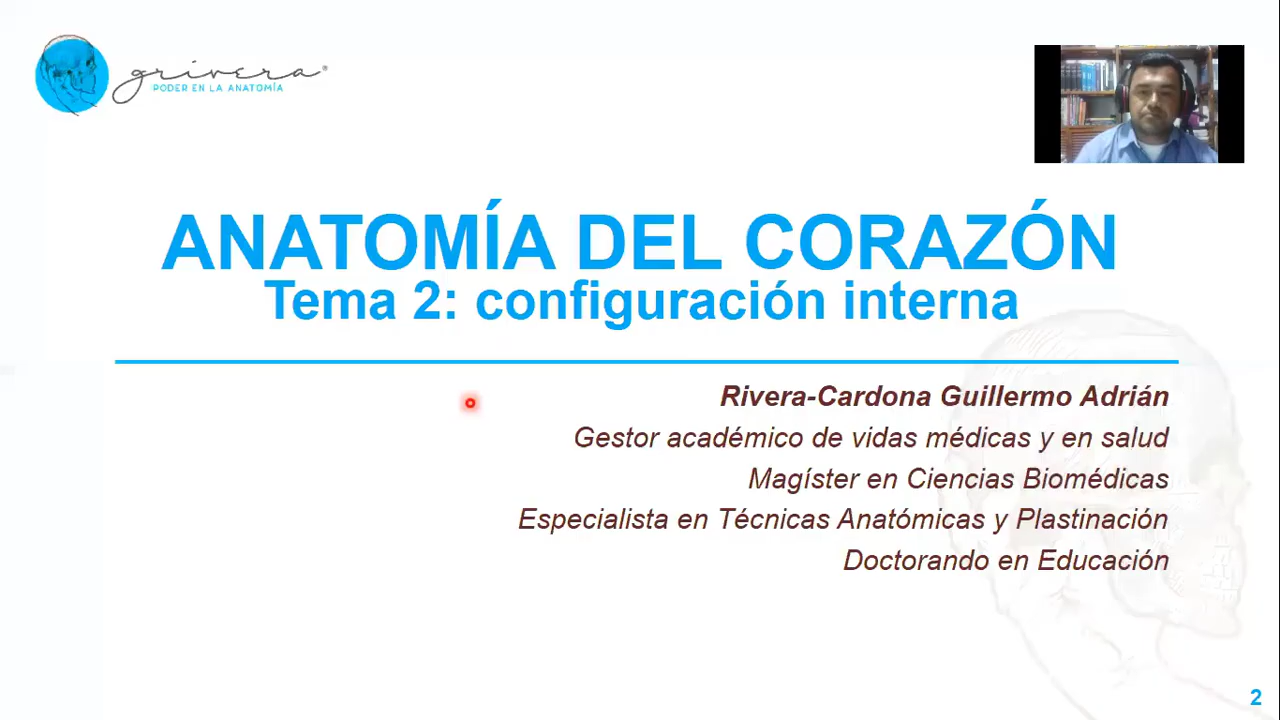 grivera®
PODER EN LA ANATOMÍA
ANATOMÍA DEL CORAZÓN
Tema 2: configuración interna
Rivera-Cardona Guillermo Adrián
Gestor académico de vidas médicas y en salud
Magíster en Ciencias Biomédicas
Especialista en Técnicas Anatómicas y Plastinación
Doctorando en Educación
2